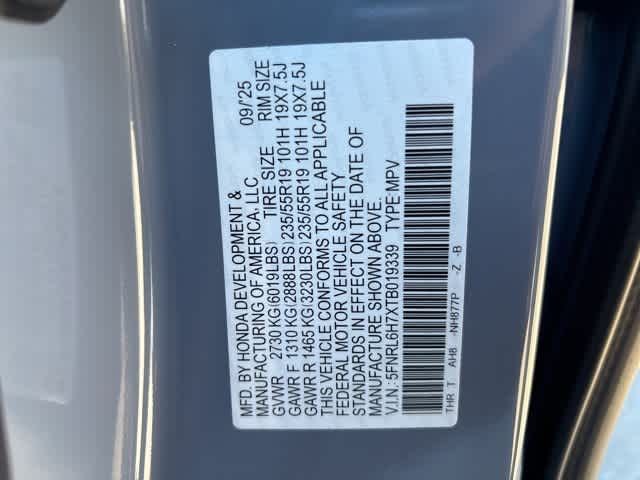 MFD. BY HONDA DEVELOPMENT & 09/'25
MANUFACTURING OF AMERICA, LLC
GVWR 2730 KG (6019LBS) TIRE SIZE RIM SIZE
GAWR F 1310 KG (2888LBS) 235/55R19 101H 19X7.5J
GAWR R 1465 KG (3230LBS) 235/55R19 101H 19X7.5J
THIS VEHICLE CONFORMS TO ALL APPLICABLE
FEDERAL MOTOR VEHICLE SAFETY
STANDARDS IN EFFECT ON THE DATE OF
MANUFACTURE SHOWN ABOVE.
V.I.N.: 5FNRL6H7XTB019339 TYPE: MPV
THR T AH8 -NH877P -Z -B